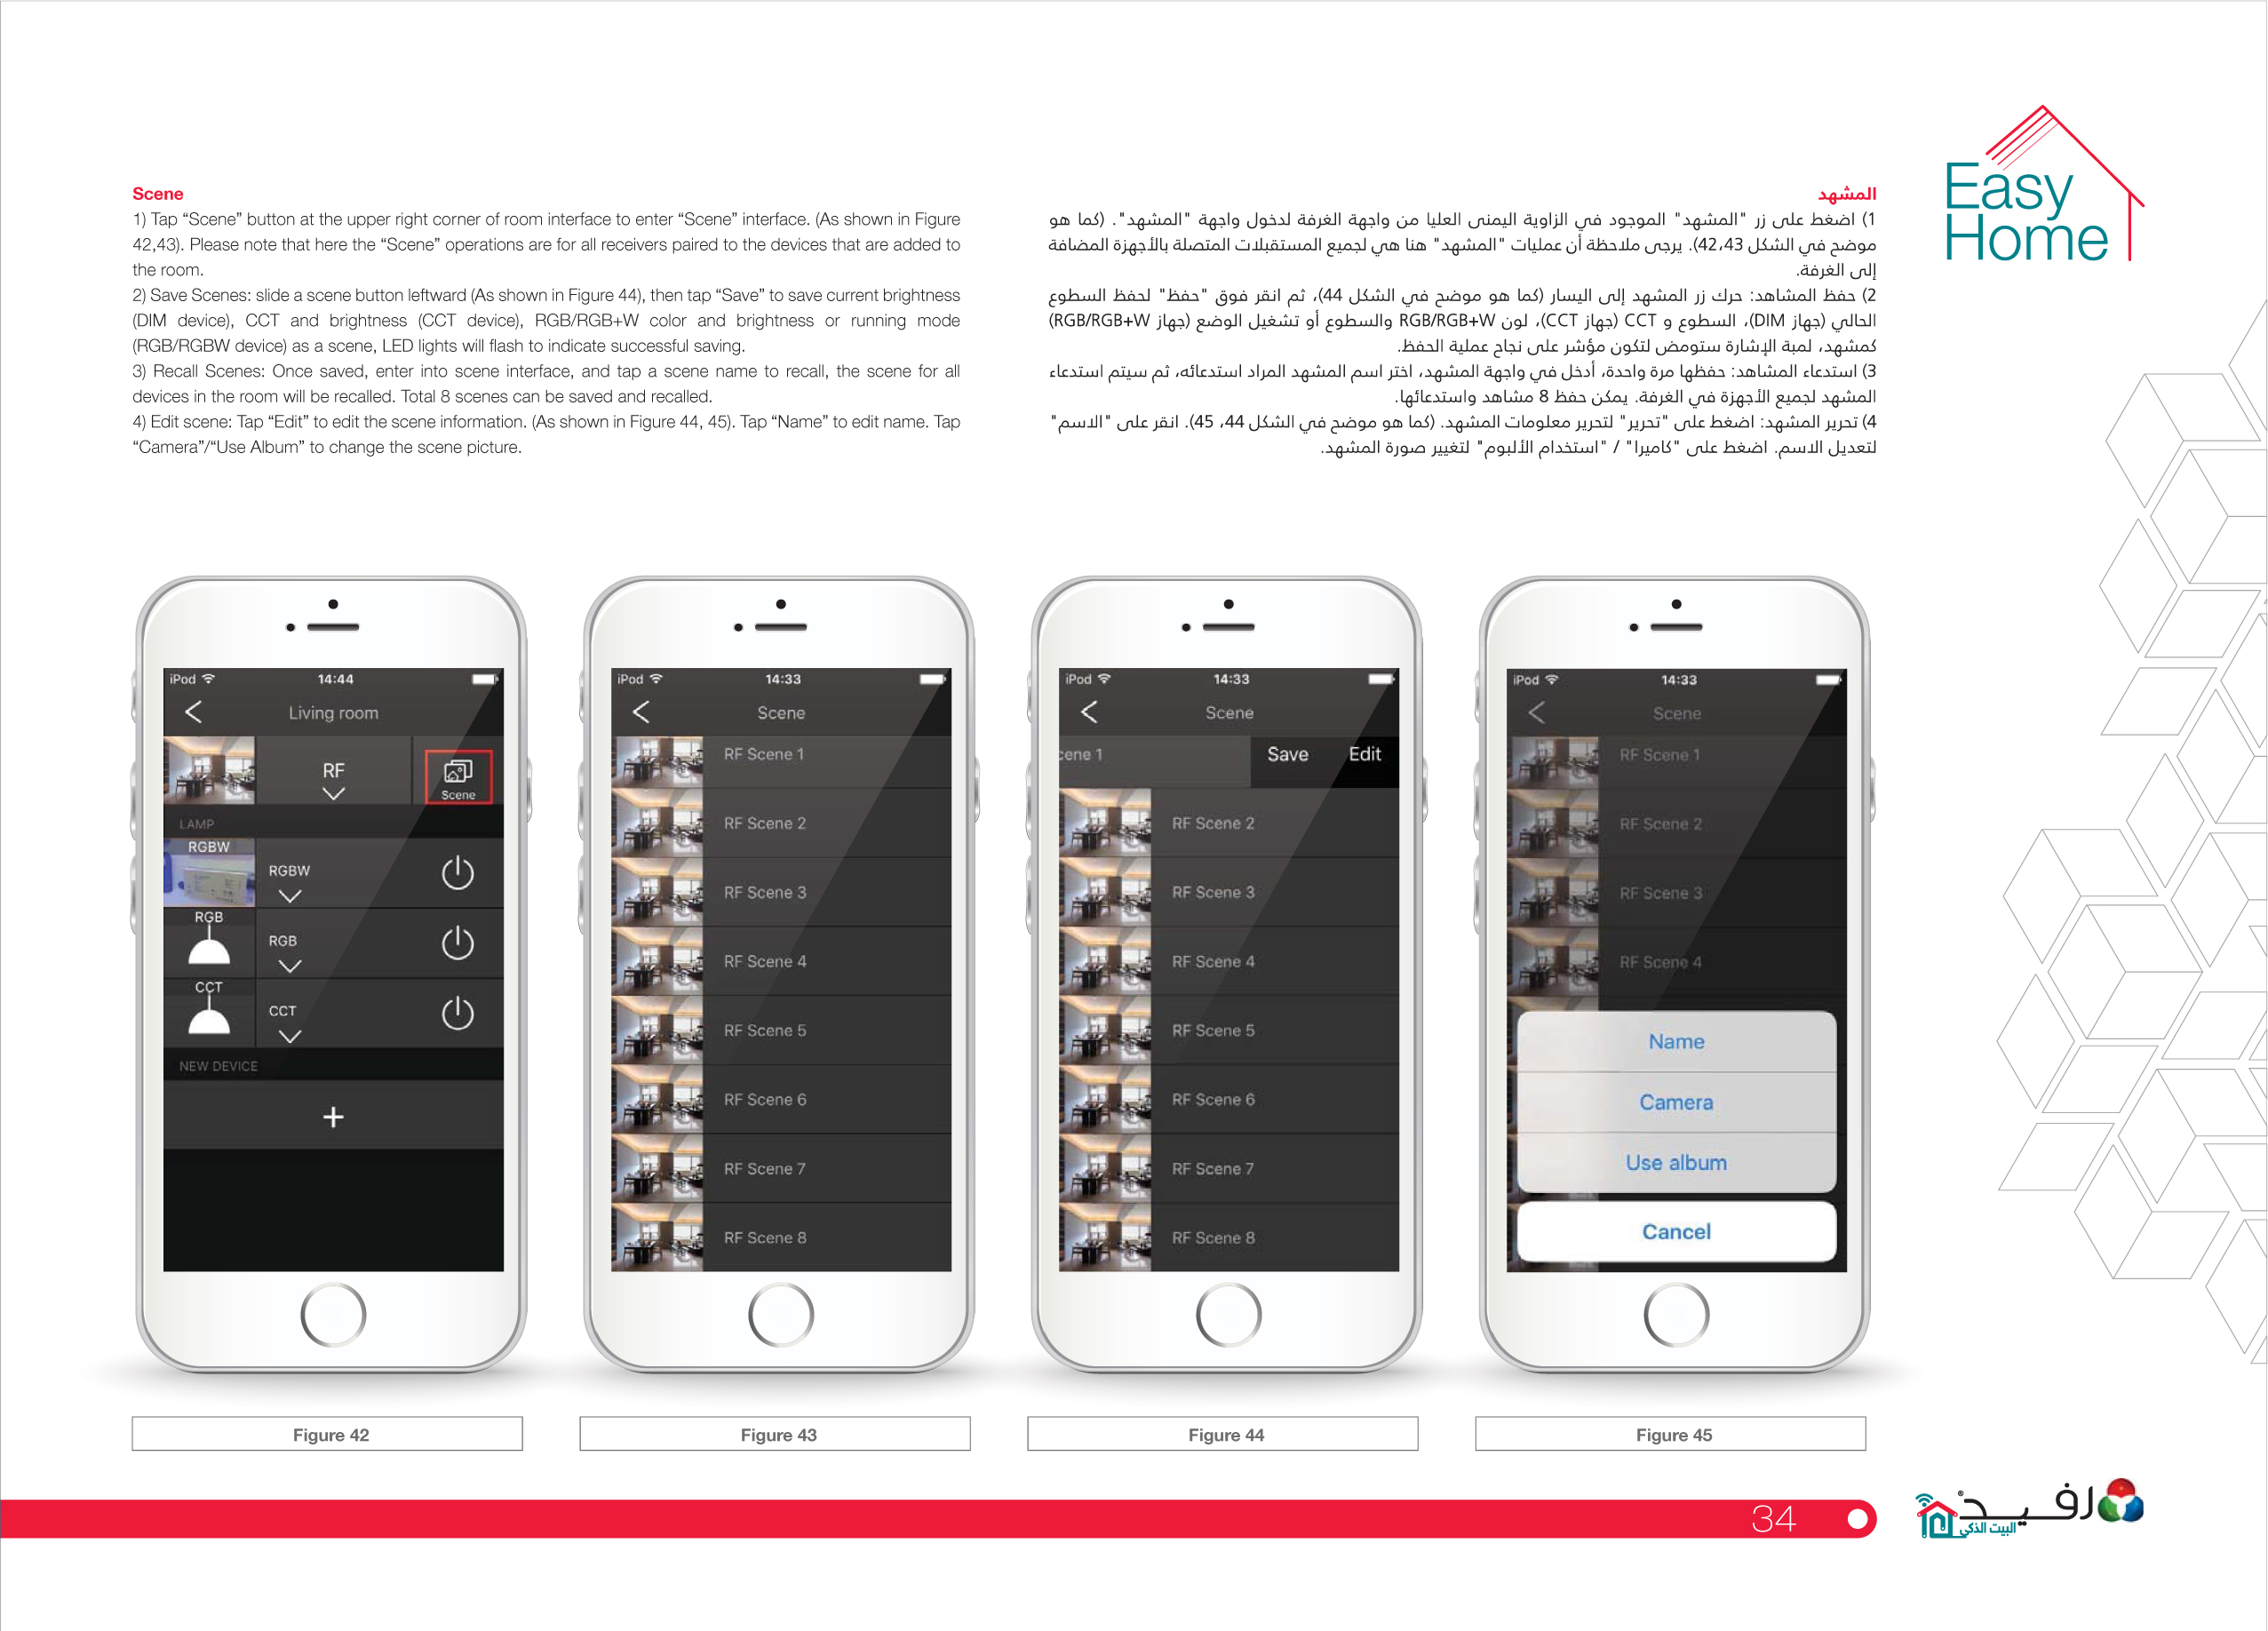 Scene
1) Tap “Scene” button at the upper right corner of room interface to enter “Scene” interface. (As shown in Figure
42,43). Please note that here the “Scene” operations are for all receivers paired to the devices that are added to
the room.
2) Save Scenes: slide a scene button leftward (As shown in Figure 44), then tap “Save” to save current brightness
(DIM device), CCT and brightness (CCT device), RGB/RGB+W color and brightness or running mode
(RGB/RGBW device) as a scene, LED lights will flash to indicate successful saving.
3) Recall Scenes: Once saved, enter into scene interface, and tap a scene name to recall, the scene for all
devices in the room will be recalled. Total 8 scenes can be saved and recalled.
4) Edit scene: Tap “Edit” to edit the scene information. (As shown in Figure 44, 45). Tap “Name” to edit name. Tap
“Camera”/“Use Album” to change the scene picture.
المشهد
1) اضغط على زر "المشهد" الموجود في الزاوية اليمنى العليا من واجهة الغرفة لدخول واجهة "المشهد". (كما هو
موضح في الشكل 42،43). يرجى ملاحظة أن عمليات "المشهد" هنا هي لجميع المستقبلات المتصلة بالأجهزة المضافة
إلى الغرفة.
2) حفظ المشاهد: حرك زر المشهد إلى اليسار (كما هو موضح في الشكل 44)، ثم انقر فوق "حفظ" لحفظ السطوع
الحالي (جهاز DIM)، السطوع و CCT (جهاز CCT)، لون RGB/RGB+W والسطوع أو تشغيل الوضع (جهاز RGB/RGB+W)
كمشهد، لمبة الإشارة ستومض لتكون مؤشر على نجاح عملية الحفظ.
3) استدعاء المشاهد: حفظها مرة واحدة، أدخل في واجهة المشهد، اختر اسم المشهد المراد استدعائه، ثم سيتم استدعاء
المشهد لجميع الأجهزة في الغرفة. يمكن حفظ 8 مشاهد واستدعائها.
4) تحرير المشهد: اضغط على "تحرير" لتحرير معلومات المشهد. (كما هو موضح في الشكل 44، 45). انقر على "الاسم"
لتعديل الاسم. اضغط على "كاميرا" / "استخدام الألبوم" لتغيير صورة المشهد.
Easy
Home
iPod 14:44
Living room
RF
Scene
LAMP
RGBW
RGBW
RGB
RGB
CCT
CCT
NEW DEVICE
+
Figure 42
iPod 14:33
Scene
RF Scene 1
RF Scene 2
RF Scene 3
RF Scene 4
RF Scene 5
RF Scene 6
RF Scene 7
RF Scene 8
Figure 43
iPod 14:33
Scene
cene 1 Save Edit
RF Scene 2
RF Scene 3
RF Scene 4
RF Scene 5
RF Scene 6
RF Scene 7
RF Scene 8
Figure 44
iPod 14:33
Scene
RF Scene 1
RF Scene 2
RF Scene 3
RF Scene 4
Name
Camera
Use album
Cancel
Figure 45
34
رفيد®
البيت الذكي